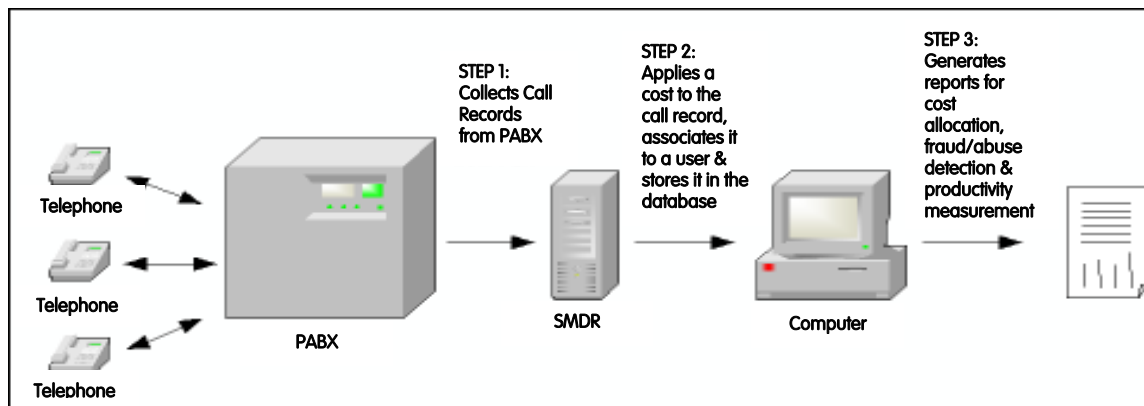 STEP 1:
Collects Call
Records
from PABX
STEP 2:
Applies a
cost to the
call record,
associates it
to a user &
stores it in the
database
STEP 3:
Generates
reports for
cost
allocation,
fraud/abuse
detection &
productivity
measurement
Telephone
Telephone
Telephone
PABX
SMDR
Computer